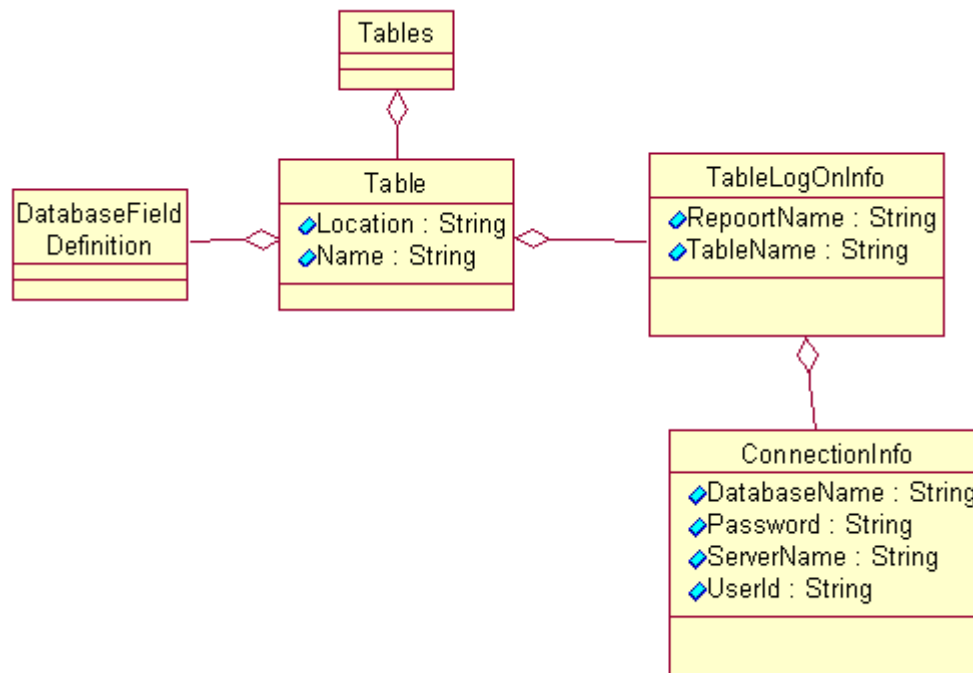 Tables
Table
Location : String
Name : String
DatabaseField
Definition
TableLogOnInfo
RepoortName : String
TableName : String
ConnectionInfo
DatabaseName : String
Password : String
ServerName : String
UserId : String